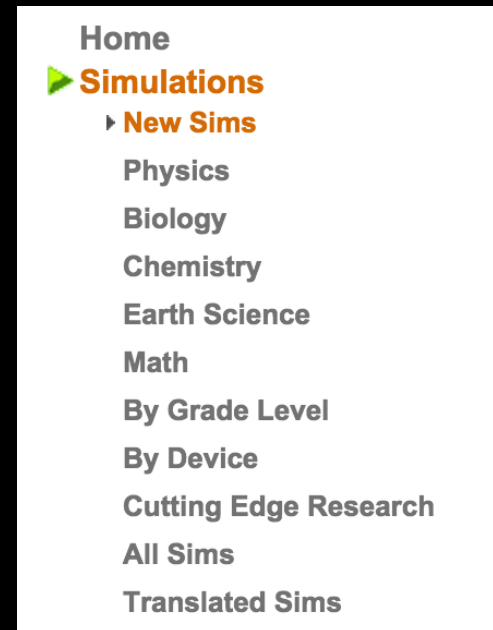 Home
Simulations
New Sims
Physics
Biology
Chemistry
Earth Science
Math
By Grade Level
By Device
Cutting Edge Research
All Sims
Translated Sims